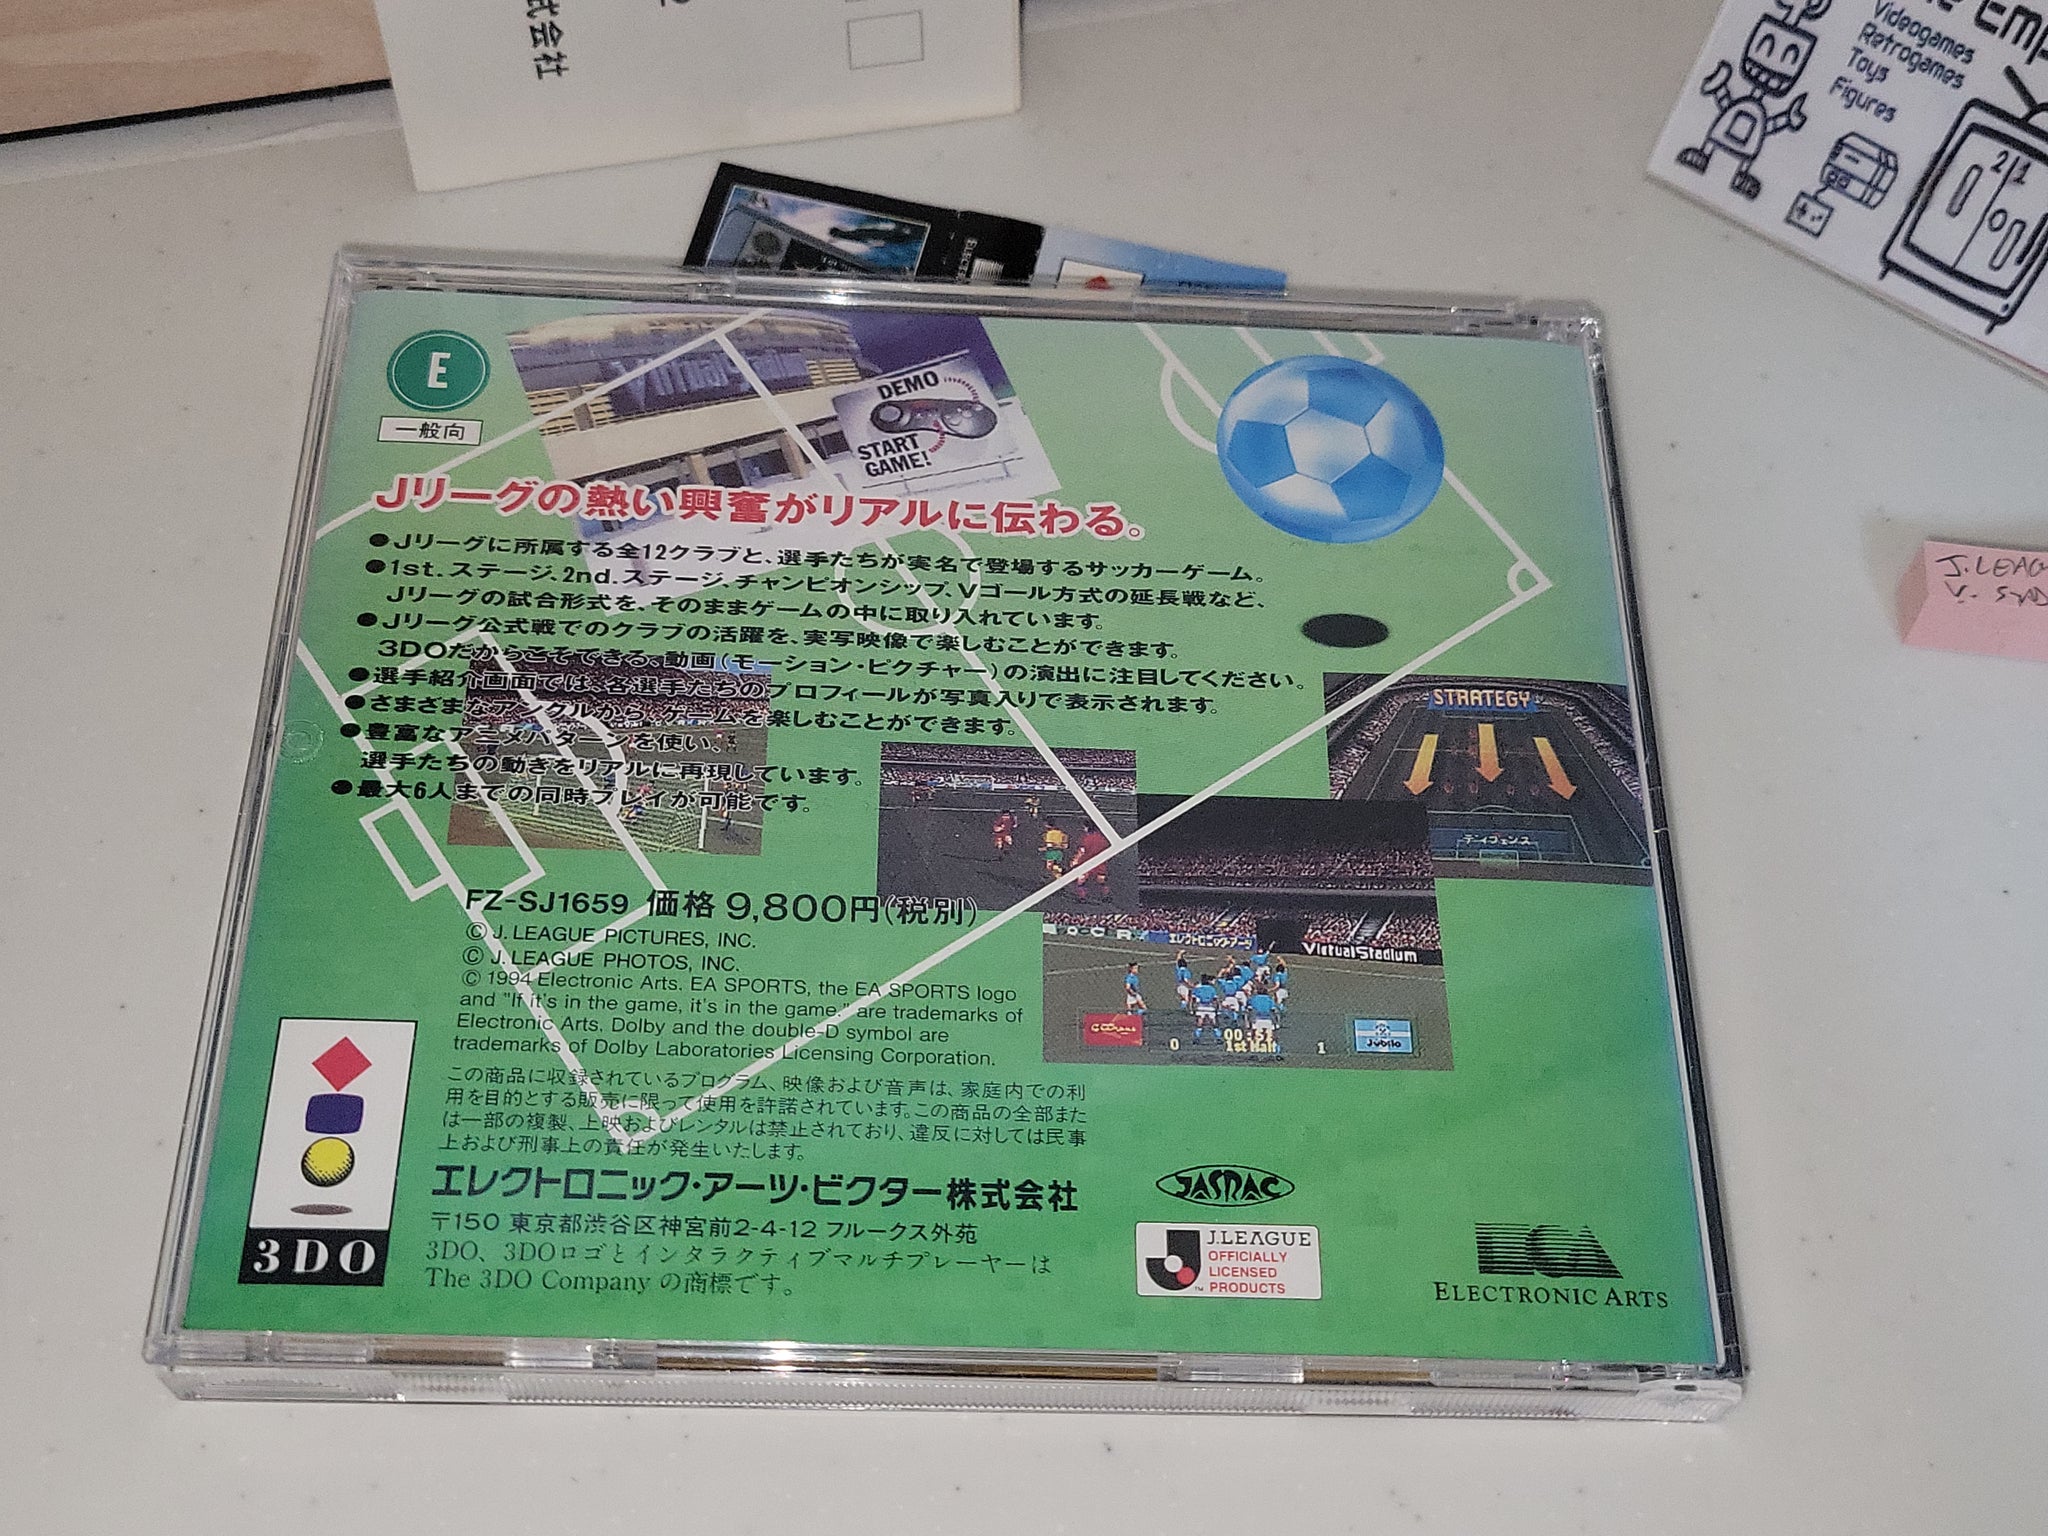 式会社
Videogames
Retrogames
Toys
Figures
21
J. LEAG
V. STAD
E
一般向
DEMO
START
GAME!
Jリーグの熱い興奮がリアルに伝わる。
●Jリーグに所属する全12クラブと、選手たちが実名で登場するサッカーゲーム。
●1st.ステージ、2nd.ステージ、チャンピオンシップ、Vゴール方式の延長戦など、
Jリーグの試合形式を、そのままゲームの中に取り入れています。
●Jリーグ公式戦でのクラブの活躍を、実写映像で楽しむことができます。
3DOだからこそできる、動画(モーション・ピクチャー)の演出に注目してください。
●選手紹介画面では、各選手たちのプロフィールが写真入りで表示されます。
●さまざまなアングルから、ゲームを楽しむことができます。
●豊富なアニメパターンを使い、
選手たちの動きをリアルに再現しています。
●最大6人までの同時プレイが可能です。
STRATEGY
ディフェンス
エレクトロニック・アーツ
VirtualStadium
0
00:51
1st Half
1
Jubilo
FZ-SJ1659 価格 9,800円(税別)
© J. LEAGUE PICTURES, INC.
© J. LEAGUE PHOTOS, INC.
© 1994 Electronic Arts. EA SPORTS, the EA SPORTS logo
and "If it's in the game, it's in the game." are trademarks of
Electronic Arts. Dolby and the double-D symbol are
trademarks of Dolby Laboratories Licensing Corporation.
この商品に収録されているプログラム、映像および音声は、家庭内での利
用を目的とする販売に限って使用を許諾されています。この商品の全部また
は一部の複製、上映およびレンタルは禁止されており、違反に対しては民事
上および刑事上の責任が発生いたします。
エレクトロニック・アーツ・ビクター株式会社
〒150 東京都渋谷区神宮前2-4-12 フルークス外苑
3DO、3DOロゴとインタラクティブマルチプレーヤーは
The 3DO Company の商標です。
3DO
JASRAC
J.LEAGUE
OFFICIALLY
LICENSED
PRODUCTS
™
EA
ELECTRONIC ARTS